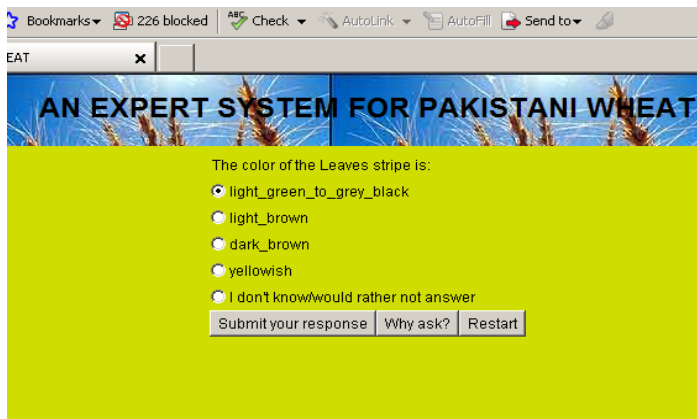 Bookmarks 226 blocked ABC Check AutoLink AutoFill Send to
EAT
AN EXPERT SYSTEM FOR PAKISTANI WHEAT
The color of the Leaves stripe is:
light_green_to_grey_black
light_brown
dark_brown
yellowish
I don't know/would rather not answer
Submit your response Why ask? Restart